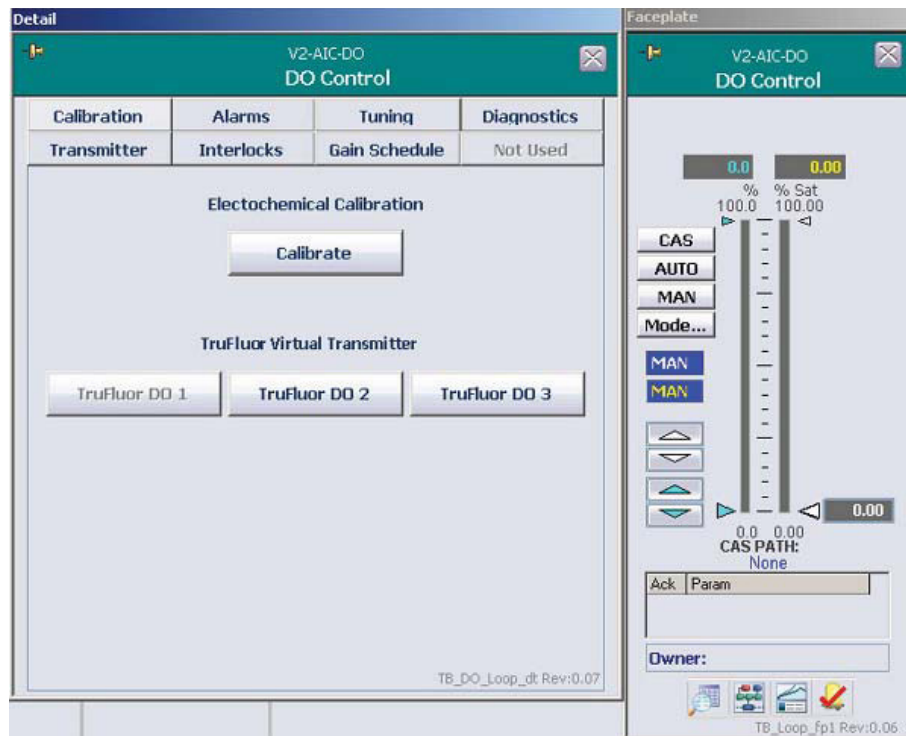 Detail
V2-AIC-DO
DO Control
Calibration Alarms Tuning Diagnostics
Transmitter Interlocks Gain Schedule Not Used
Electochemical Calibration
Calibrate
TruFluor Virtual Transmitter
TruFluor DO 1 TruFluor DO 2 TruFluor DO 3
TB_DO_Loop_dt Rev:0.07
Faceplate
V2-AIC-DO
DO Control
0.0 0.00
% % Sat
100.0 100.00
CAS
AUTO
MAN
Mode...
MAN
MAN
0.00
0.0 0.00
CAS PATH:
None
Ack Param
Owner:
TB_Loop_fp1 Rev:0.06